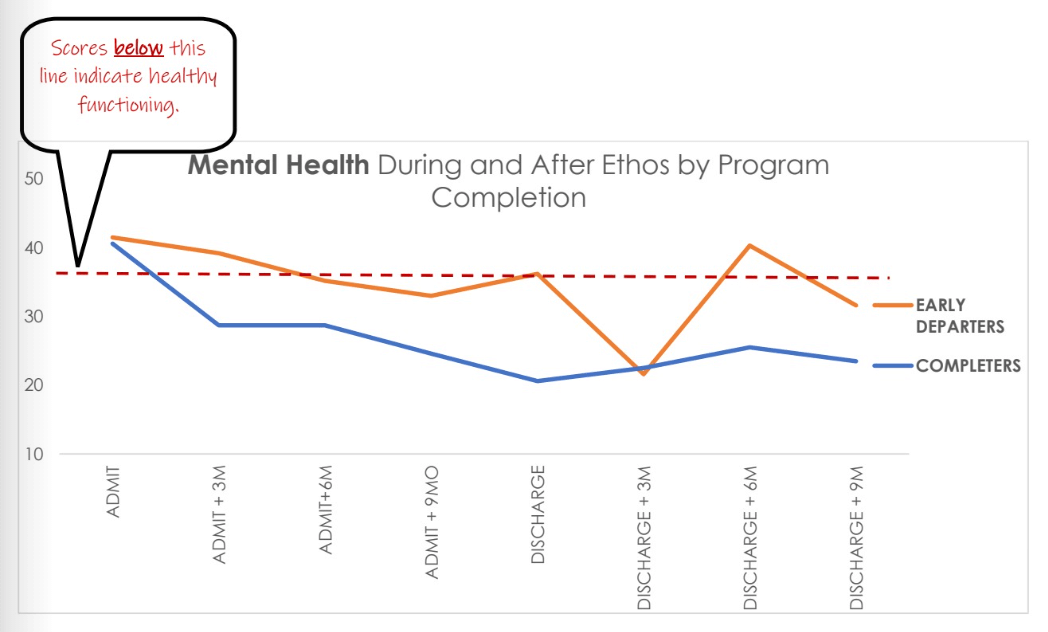 Scores below this
line indicate healthy
functioning.
Mental Health During and After Ethos by Program
Completion
50
40
30
20
10
EARLY
DEPARTERS
COMPLETERS
ADMIT
ADMIT + 3M
ADMIT+6M
ADMIT + 9MO
DISCHARGE
DISCHARGE + 3M
DISCHARGE + 6M
DISCHARGE + 9M